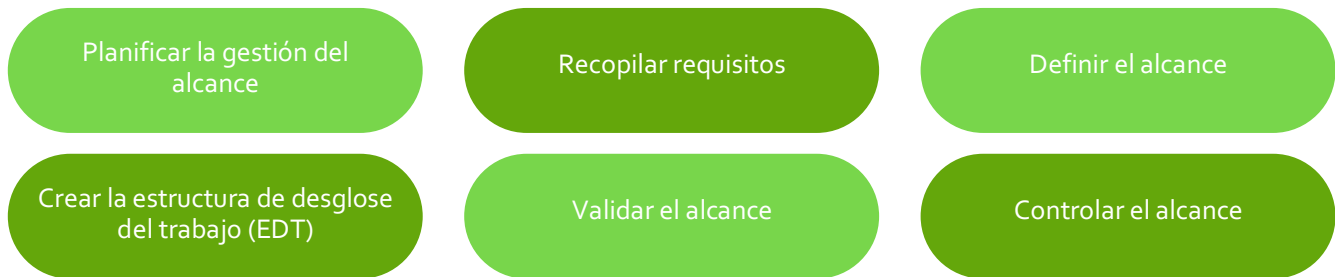 Planificar la gestión del
alcance
Recopilar requisitos
Definir el alcance
Crear la estructura de desglose
del trabajo (EDT)
Validar el alcance
Controlar el alcance